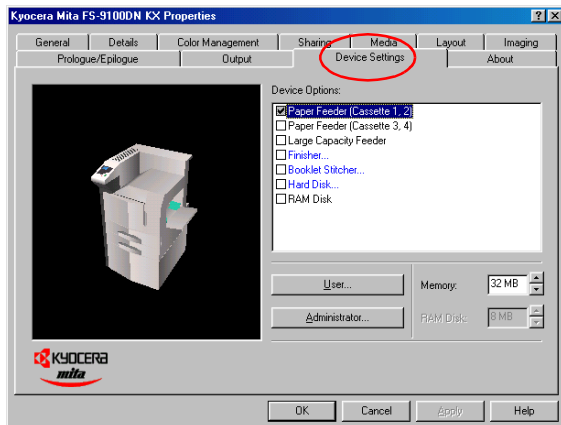 Kyocera Mita FS-9100DN KX Properties
General Details Color Management Sharing Media Layout Imaging
Prologue/Epilogue Output Device Settings About
Device Options:
Paper Feeder (Cassette 1, 2)
Paper Feeder (Cassette 3, 4)
Large Capacity Feeder
Finisher...
Booklet Stitcher...
Hard Disk...
RAM Disk
User... Memory: 32 MB
Administrator... RAM Disk: 8 MB
KYOCERA
mita
OK Cancel Apply Help